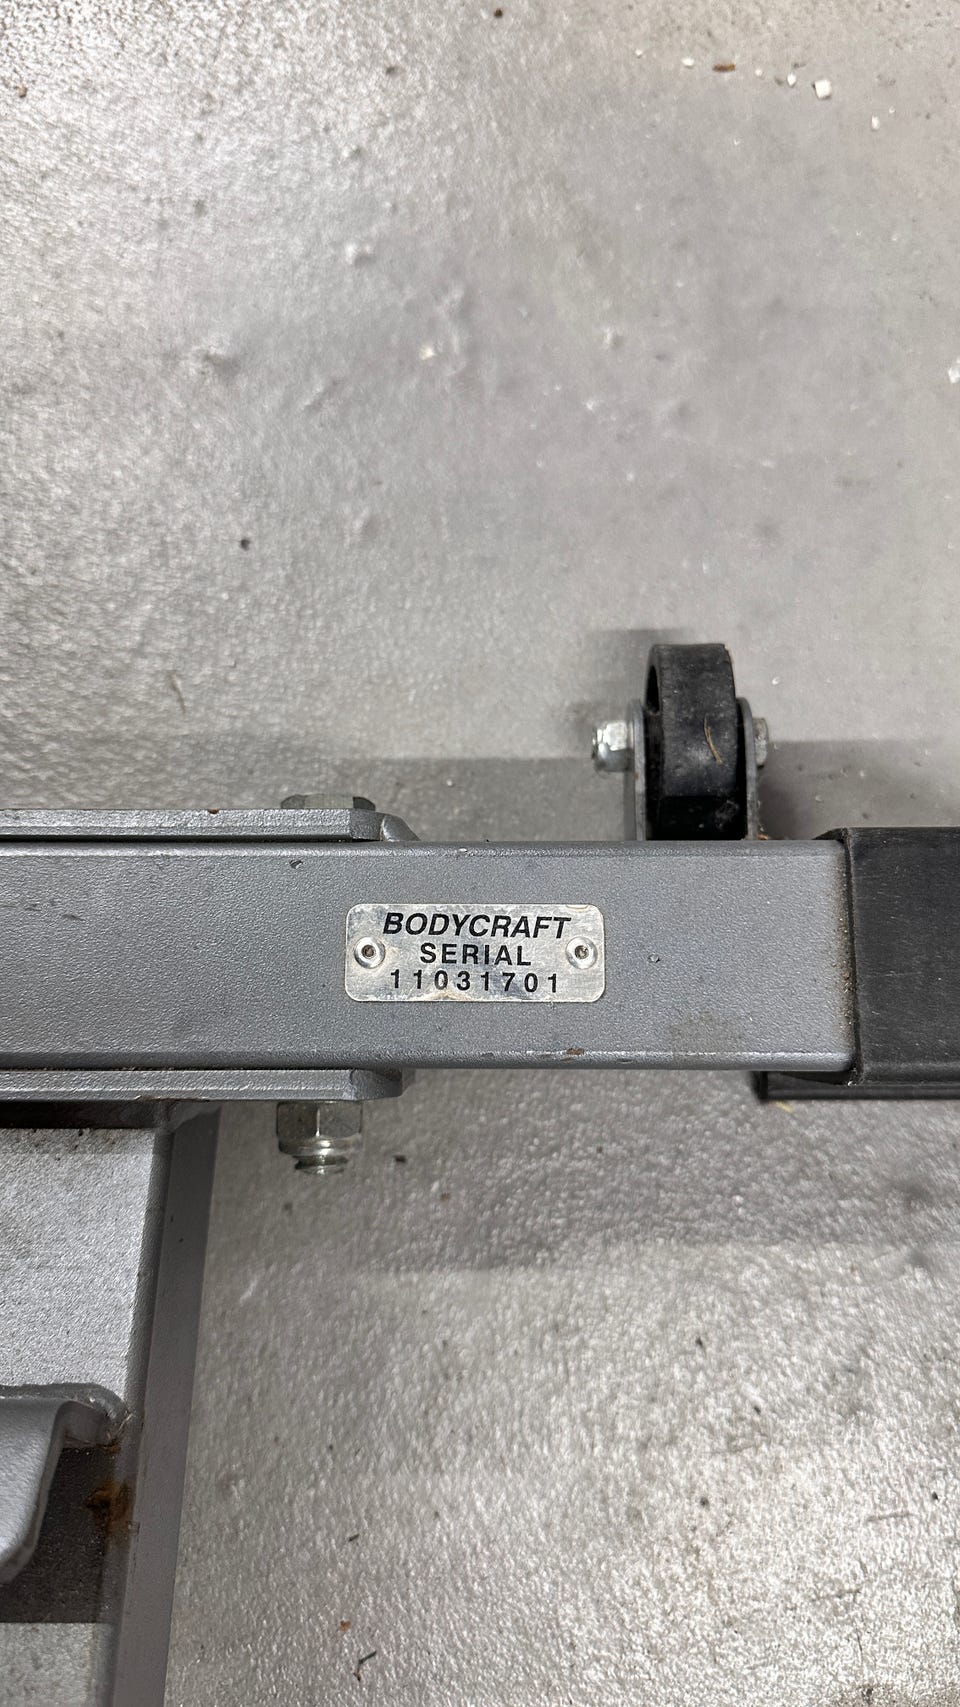 BODYCRAFT
SERIAL
11031701